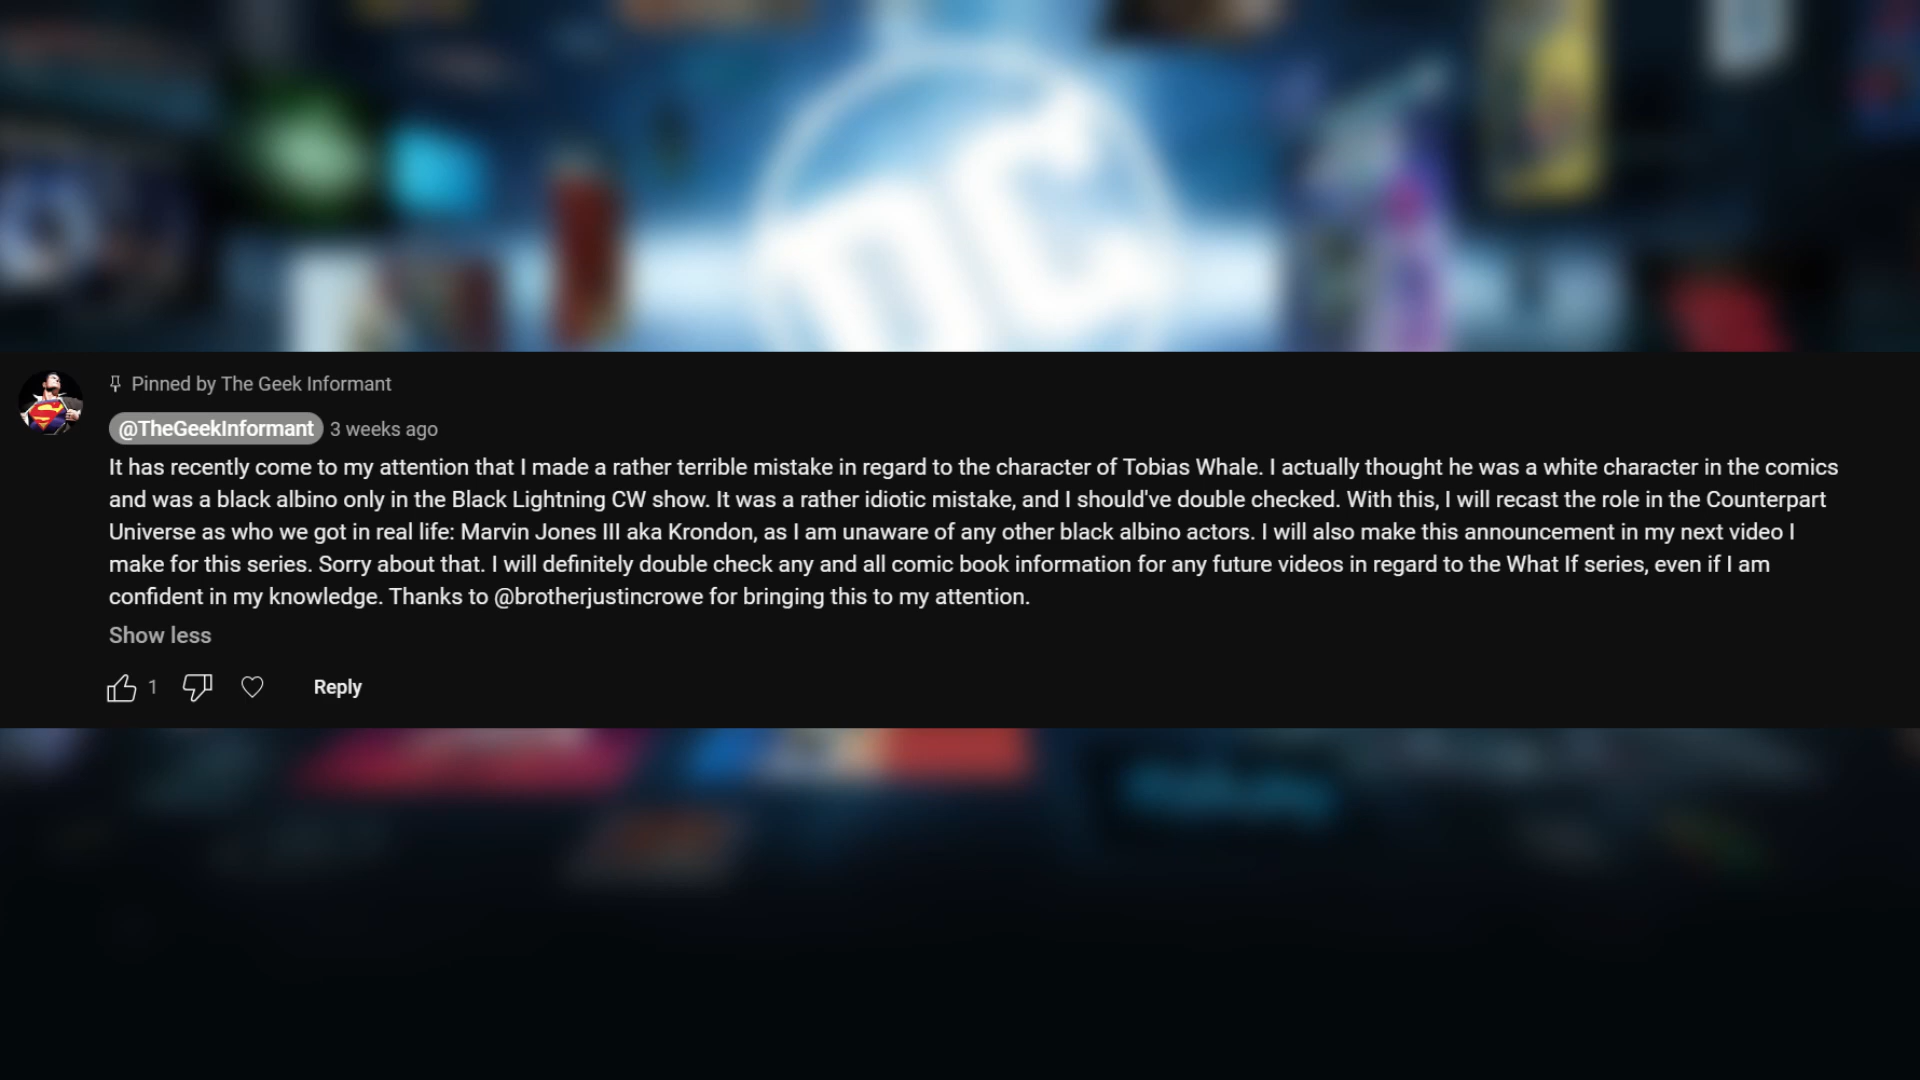 DC
Pinned by The Geek Informant
@TheGeekInformant 3 weeks ago
It has recently come to my attention that I made a rather terrible mistake in regard to the character of Tobias Whale. I actually thought he was a white character in the comics
and was a black albino only in the Black Lightning CW show. It was a rather idiotic mistake, and I should've double checked. With this, I will recast the role in the Counterpart
Universe as who we got in real life: Marvin Jones III aka Krondon, as I am unaware of any other black albino actors. I will also make this announcement in my next video I
make for this series. Sorry about that. I will definitely double check any and all comic book information for any future videos in regard to the What If series, even if I am
confident in my knowledge. Thanks to @brotherjustincrowe for bringing this to my attention.
Show less
1 Reply